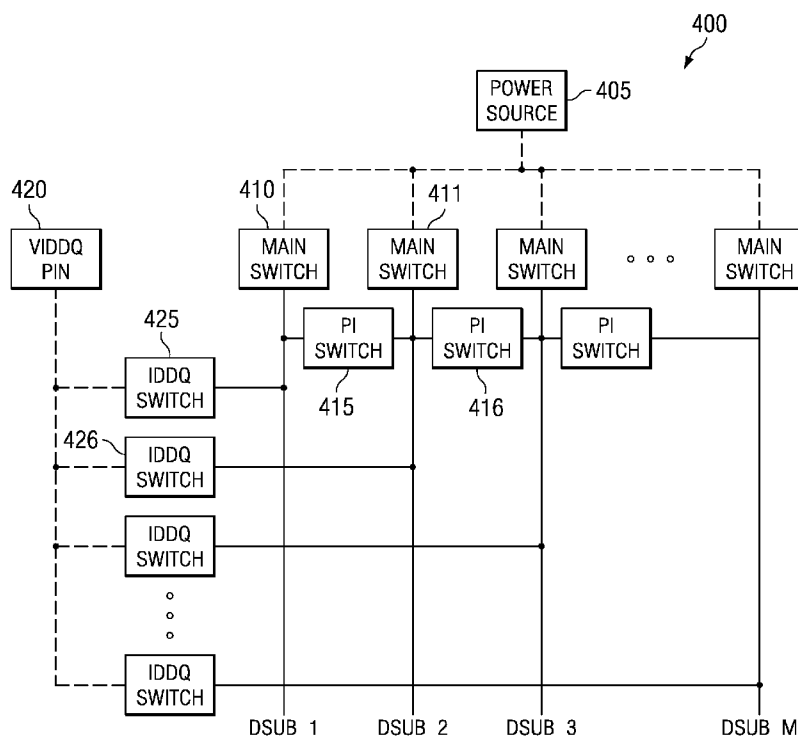 400
POWER
SOURCE
405
420
410
411
VIDDQ
PIN
MAIN
SWITCH
MAIN
SWITCH
MAIN
SWITCH
MAIN
SWITCH
425
PI
SWITCH
PI
SWITCH
PI
SWITCH
IDDQ
SWITCH
415
416
426
IDDQ
SWITCH
IDDQ
SWITCH
IDDQ
SWITCH
DSUB 1
DSUB 2
DSUB 3
DSUB M